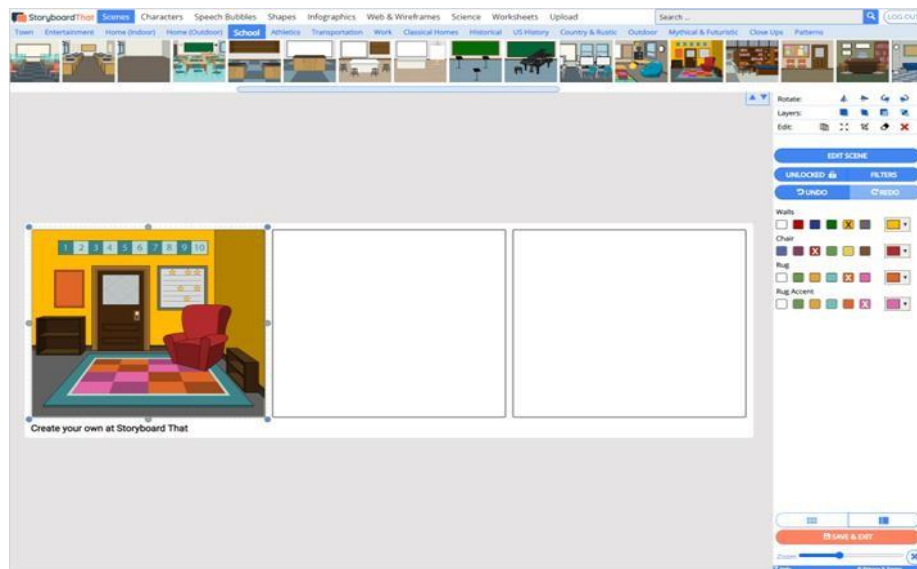 StoryboardThat Scenes Characters Speech Bubbles Shapes Infographics Web & Wireframes Science Worksheets Upload Search ... LOG OU
Town Entertainment Home (Indoor) Home (Outdoor) School Athletics Transportation Work Classical Homes Historical US History Country & Rustic Outdoor Mythical & Futuristic Close Ups Patterns
Rotate:
Layers:
Edit:
EDIT SCENE
UNLOCKED FILTERS
UNDO REDO
Walls
X
Chair
X
Rug
X
Rug Accent
X
1 2 3 4 5 6 7 8 9 10
Create your own at Storyboard That
SAVE & EXIT
Zoom